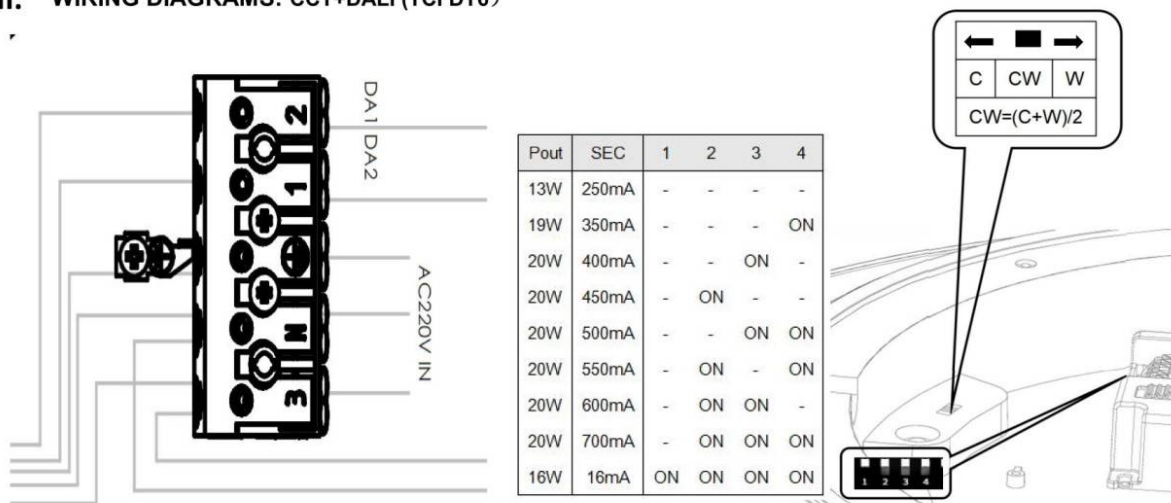 WIRING DIAGRAMS: CCT+DALI (TCI DT6)
DA1 DA2
AC220V IN
2
1
N
3
Pout SEC 1 2 3 4
13W 250mA - - - -
19W 350mA - - - ON
20W 400mA - - ON -
20W 450mA - ON - -
20W 500mA - - ON ON
20W 550mA - ON - ON
20W 600mA - ON ON -
20W 700mA - ON ON ON
16W 16mA ON ON ON ON
C CW W
CW=(C+W)/2
1 2 3 4